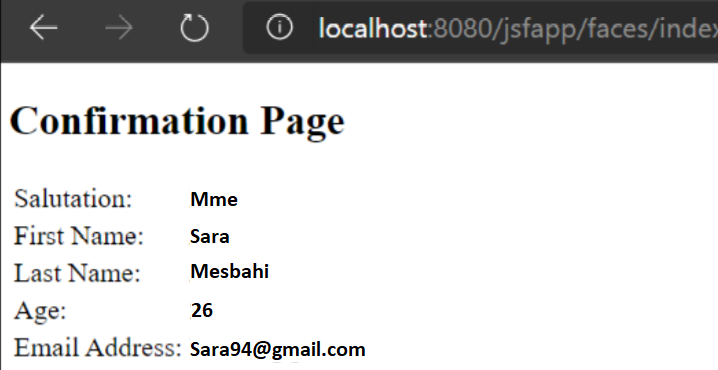 localhost:8080/jsfapp/faces/index
Confirmation Page
Salutation: Mme
First Name: Sara
Last Name: Mesbahi
Age: 26
Email Address: Sara94@gmail.com